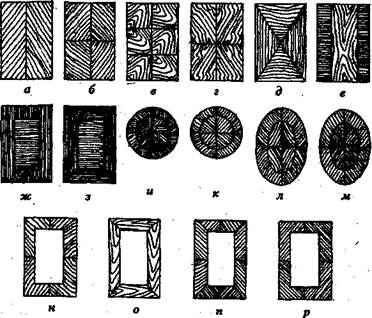 а б в г д е
ж з и к л м
н о п р